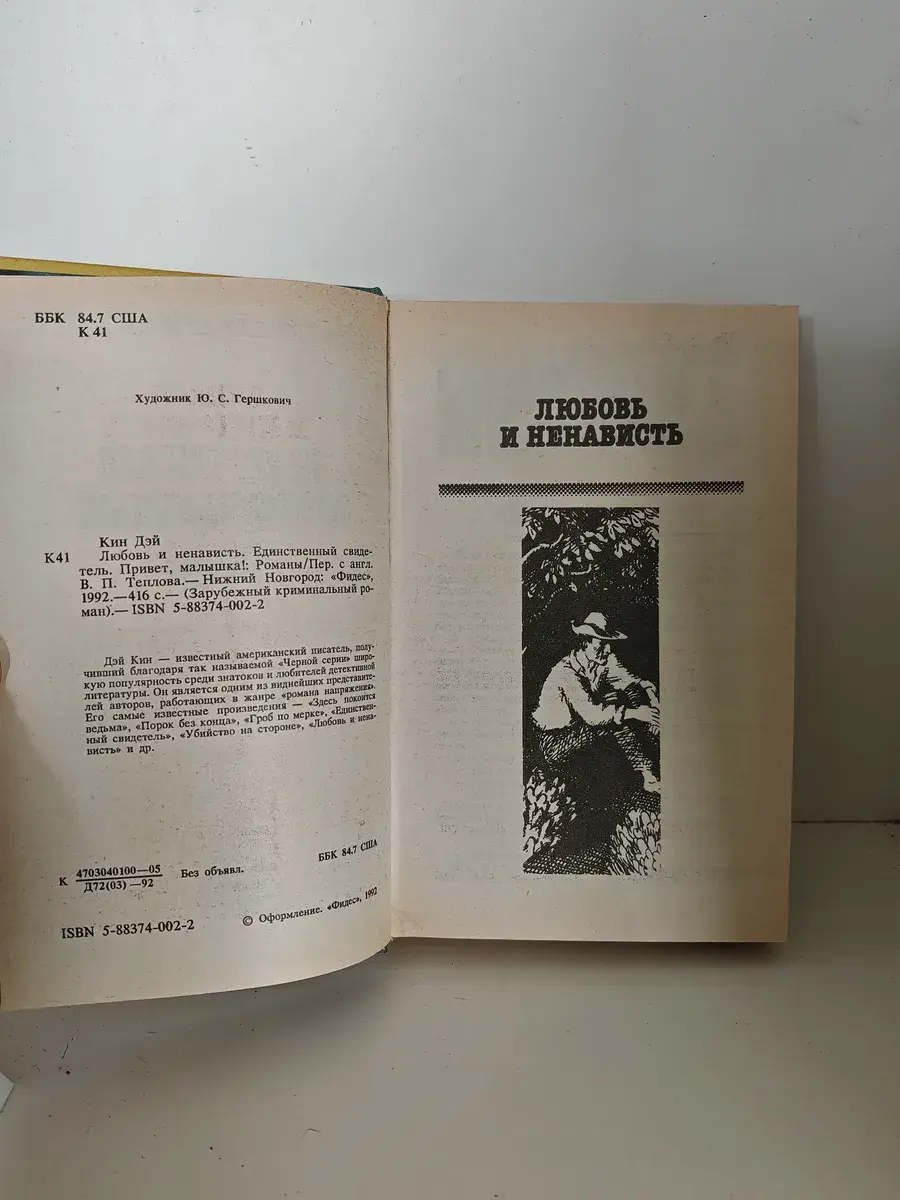 ББК 84.7 США
К 41
Художник Ю. С. Гершкович
Кин Дэй
К41 Любовь и ненависть. Единственный свиде-
тель. Привет, малышка!: Романы/Пер. с англ.
В. П. Теплова.— Нижний Новгород: «Фидес»,
1992.—416 с.— (Зарубежный криминальный ро-
ман).— ISBN 5-88374-002-2
Дэй Кин — известный американский писатель, полу-
чивший благодаря так называемой «Черной серии» широ-
кую популярность среди знатоков и любителей детективной
литературы. Он является одним из виднейших представите-
лей авторов, работающих в жанре «романа напряжения».
Его самые известные произведения — «Здесь покоится
ведьма», «Порок без конца», «Гроб по мерке», «Единствен-
ный свидетель», «Убийство на стороне», «Любовь и нена-
висть» и др.
ББК 84.7 США
К 4703040100—05 Без объявл.
Д72(03) —92
ISBN 5-88374-002-2
© Оформление. «Фидес», 1992
ЛЮБОВЬ
И НЕНАВИСТЬ